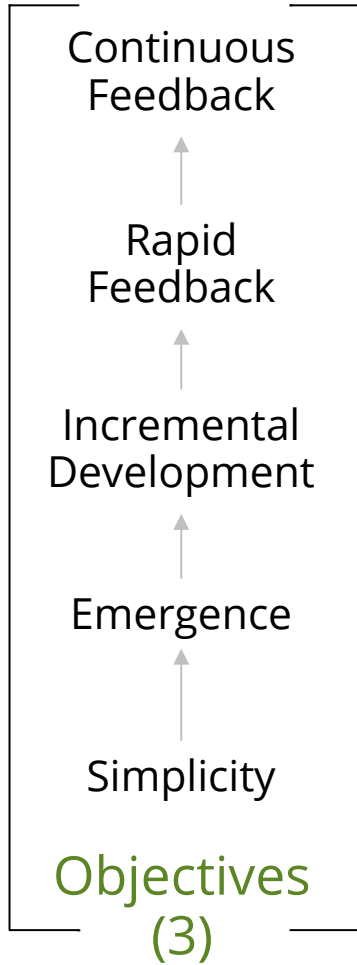 Continuous
Feedback
Rapid
Feedback
Incremental
Development
Emergence
Simplicity
Objectives
(3)